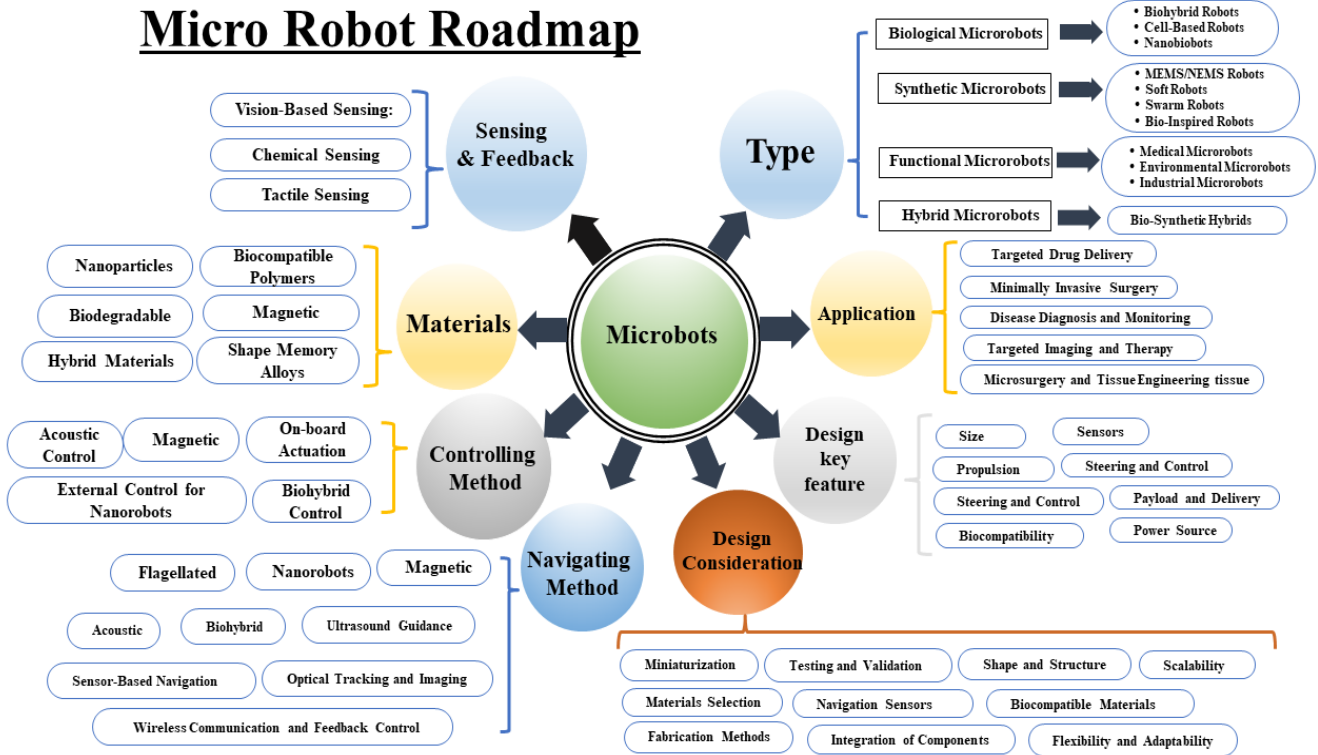 Micro Robot Roadmap
Sensing
& Feedback
Vision-Based Sensing:
Chemical Sensing
Tactile Sensing
Type
Biological Microrobots
• Biohybrid Robots
• Cell-Based Robots
• Nanobiobots
Synthetic Microrobots
• MEMS/NEMS Robots
• Soft Robots
• Swarm Robots
• Bio-Inspired Robots
Functional Microrobots
• Medical Microrobots
• Environmental Microrobots
• Industrial Microrobots
Hybrid Microrobots
Bio-Synthetic Hybrids
Microbots
Materials
Nanoparticles
Biocompatible
Polymers
Biodegradable
Magnetic
Hybrid Materials
Shape Memory
Alloys
Application
Targeted Drug Delivery
Minimally Invasive Surgery
Disease Diagnosis and Monitoring
Targeted Imaging and Therapy
Microsurgery and Tissue Engineering tissue
Controlling
Method
Acoustic
Control
Magnetic
On-board
Actuation
External Control for
Nanorobots
Biohybrid
Control
Design
key
feature
Size
Sensors
Propulsion
Steering and Control
Steering and Control
Payload and Delivery
Biocompatibility
Power Source
Navigating
Method
Flagellated
Nanorobots
Magnetic
Acoustic
Biohybrid
Ultrasound Guidance
Sensor-Based Navigation
Optical Tracking and Imaging
Wireless Communication and Feedback Control
Design
Consideration
Miniaturization
Testing and Validation
Shape and Structure
Scalability
Materials Selection
Navigation Sensors
Biocompatible Materials
Fabrication Methods
Integration of Components
Flexibility and Adaptability